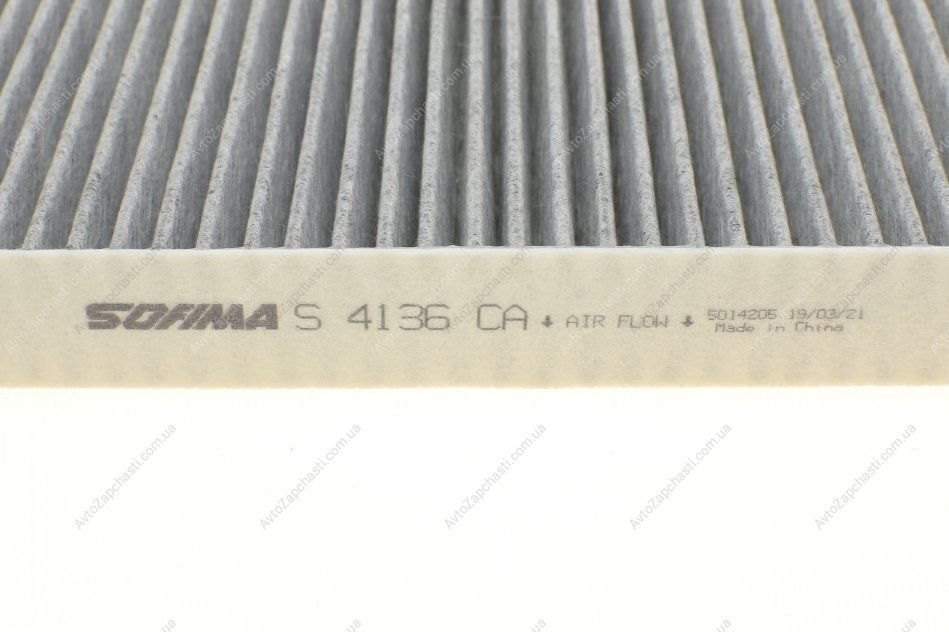 SOFIMA S 4136 CA ↓ AIR FLOW ↓ 5014205 19/03/21
Made in China
AvtoZapchasti.com.ua